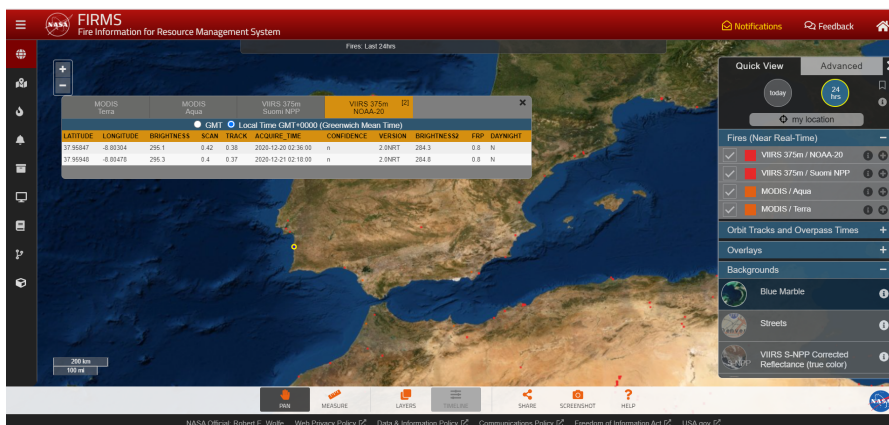 NASA
FIRMS
Fire Information for Resource Management System
Notifications
Feedback
Fires: Last 24hrs
+
−
MODIS Terra
MODIS Aqua
VIIRS 375m Suomi NPP
VIIRS 375m NOAA-20 [2]
GMT Local Time GMT+0000 (Greenwich Mean Time)
LATITUDE LONGITUDE BRIGHTNESS SCAN TRACK ACQUIRE_TIME CONFIDENCE VERSION BRIGHTNESS2 FRP DAYNIGHT
37.95847 -8.80304 295.1 0.42 0.38 2020-12-20 02:36:00 n 2.0NRT 284.3 0.8 N
37.95948 -8.80478 295.3 0.4 0.37 2020-12-21 02:18:00 n 2.0NRT 284.8 0.8 N
Quick View
Advanced
today
24 hrs
my location
Fires (Near Real-Time)
VIIRS 375m / NOAA-20
VIIRS 375m / Suomi NPP
MODIS / Aqua
MODIS / Terra
Orbit Tracks and Overpass Times
Overlays
Backgrounds
Blue Marble
Streets
VIIRS S-NPP Corrected
Reflectance (true color)
200 km
100 mi
PAN
MEASURE
LAYERS
TIMELINE
SHARE
SCREENSHOT
HELP
NASA
NASA Official: Robert E. Wolfe Web Privacy Policy Data & Information Policy Communications Policy Freedom of Information Act USA.gov